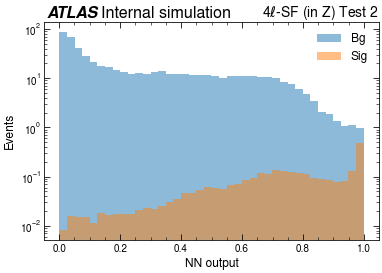 ATLAS Internal simulation 4ℓ-SF (in Z) Test 2
Bg
Sig
Events
10²
10¹
10⁰
10⁻¹
10⁻²
0.0 0.2 0.4 0.6 0.8 1.0
NN output